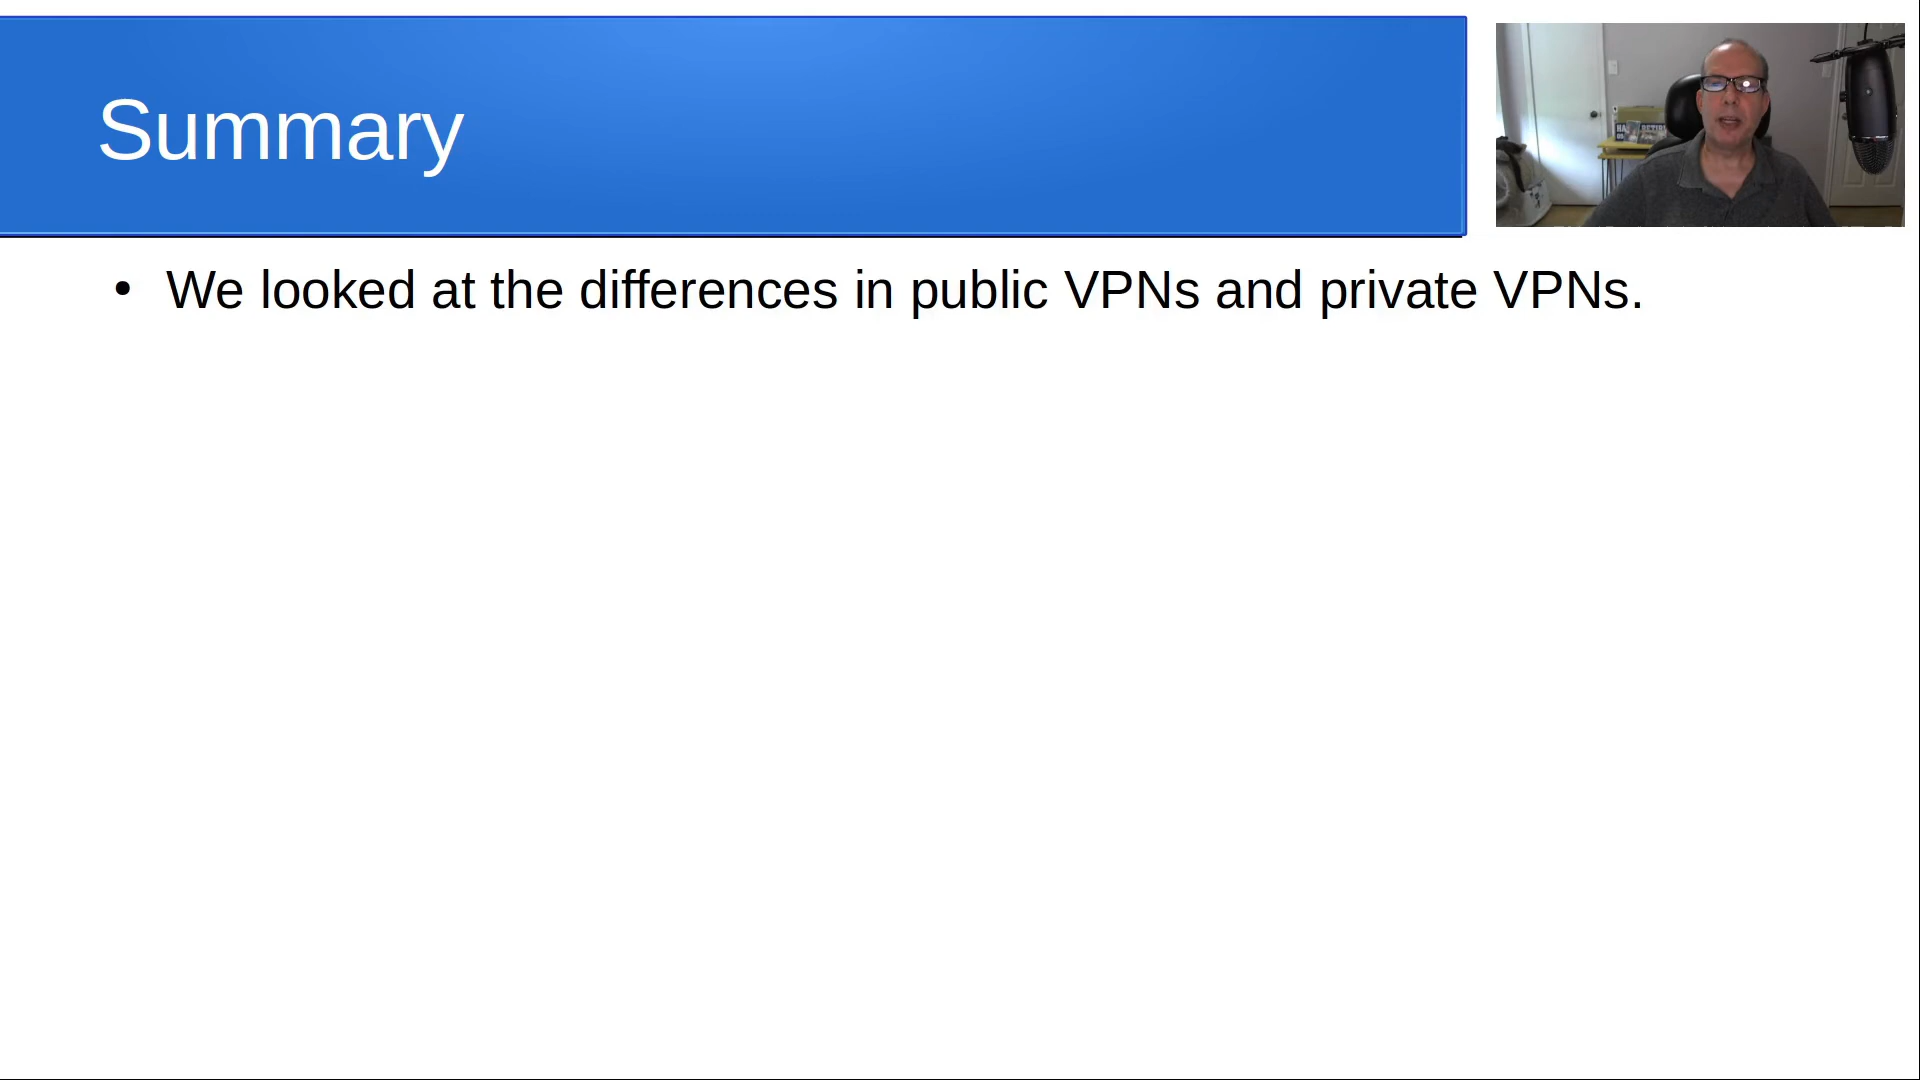 Summary
• We looked at the differences in public VPNs and private VPNs.